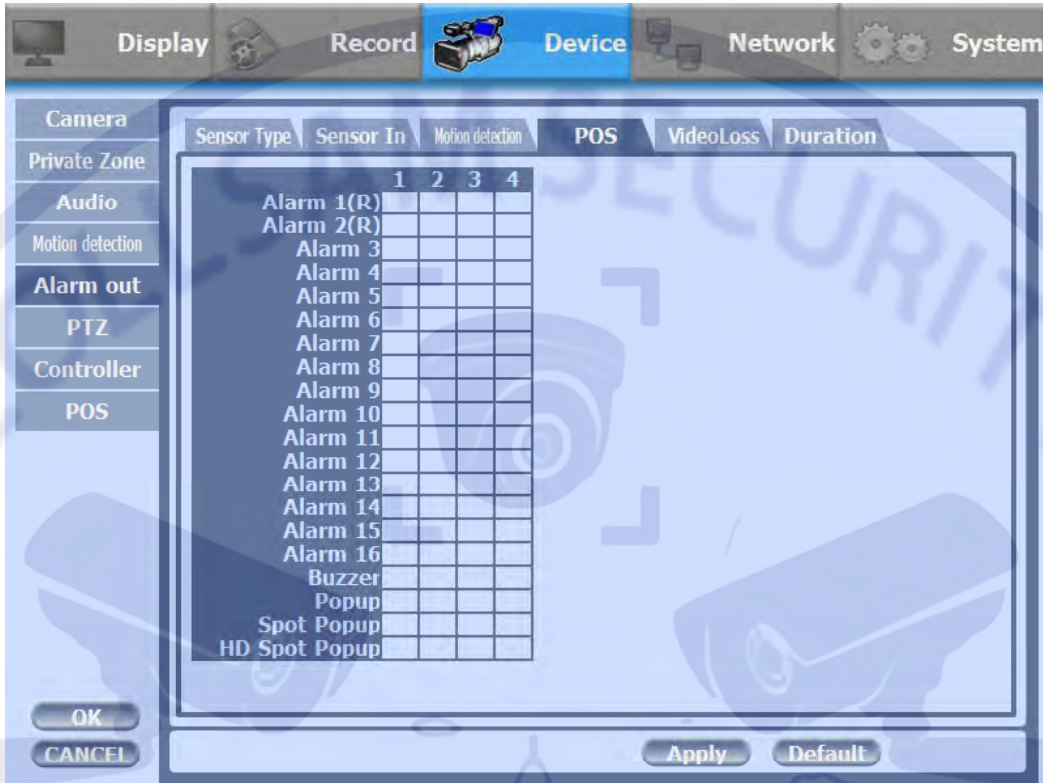 Display Record Device Network System
Camera
Private Zone
Audio
Motion detection
Alarm out
PTZ
Controller
POS
OK
CANCEL
Sensor Type Sensor In Motion detection POS VideoLoss Duration
1 2 3 4
Alarm 1(R)
Alarm 2(R)
Alarm 3
Alarm 4
Alarm 5
Alarm 6
Alarm 7
Alarm 8
Alarm 9
Alarm 10
Alarm 11
Alarm 12
Alarm 13
Alarm 14
Alarm 15
Alarm 16
Buzzer
Popup
Spot Popup
HD Spot Popup
Apply Default